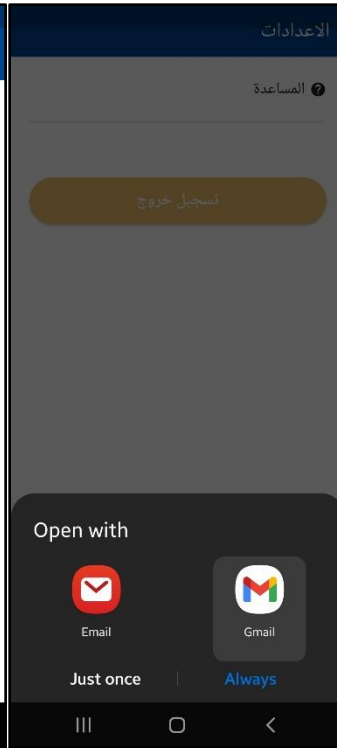 الاعدادات
المساعدة
تسجيل خروج
Open with
Email
Gmail
Just once
Always